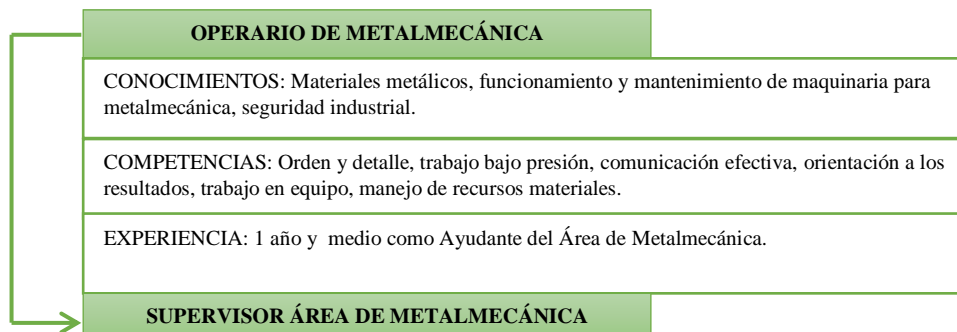 OPERARIO DE METALMECÁNICA
CONOCIMIENTOS: Materiales metálicos, funcionamiento y mantenimiento de maquinaria para
metalmecánica, seguridad industrial.
COMPETENCIAS: Orden y detalle, trabajo bajo presión, comunicación efectiva, orientación a los
resultados, trabajo en equipo, manejo de recursos materiales.
EXPERIENCIA: 1 año y  medio como Ayudante del Área de Metalmecánica.
SUPERVISOR ÁREA DE METALMECÁNICA